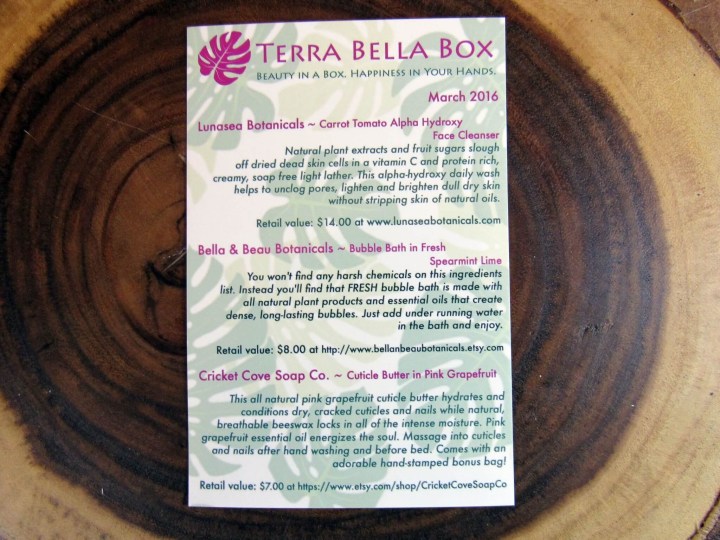 TERRA BELLA BOX
BEAUTY IN A BOX. HAPPINESS IN YOUR HANDS.
March 2016
Lunasea Botanicals ~ Carrot Tomato Alpha Hydroxy
Face Cleanser
Natural plant extracts and fruit sugars slough
off dried dead skin cells in a vitamin C and protein rich,
creamy, soap free light lather. This alpha-hydroxy daily wash
helps to unclog pores, lighten and brighten dull dry skin
without stripping skin of natural oils.
Retail value: $14.00 at www.lunaseabotanicals.com
Bella & Beau Botanicals ~ Bubble Bath in Fresh
Spearmint Lime
You won't find any harsh chemicals on this ingredients
list. Instead you'll find that FRESH bubble bath is made with
all natural plant products and essential oils that create
dense, long-lasting bubbles. Just add under running water
in the bath and enjoy.
Retail value: $8.00 at http://www.bellanbeaubotanicals.etsy.com
Cricket Cove Soap Co. ~ Cuticle Butter in Pink Grapefruit
This all natural pink grapefruit cuticle butter hydrates and
conditions dry, cracked cuticles and nails while natural,
breathable beeswax locks in all of the intense moisture. Pink
grapefruit essential oil energizes the soul. Massage into cuticles
and nails after hand washing and before bed. Comes with an
adorable hand-stamped bonus bag!
Retail value: $7.00 at https://www.etsy.com/shop/CricketCoveSoapCo